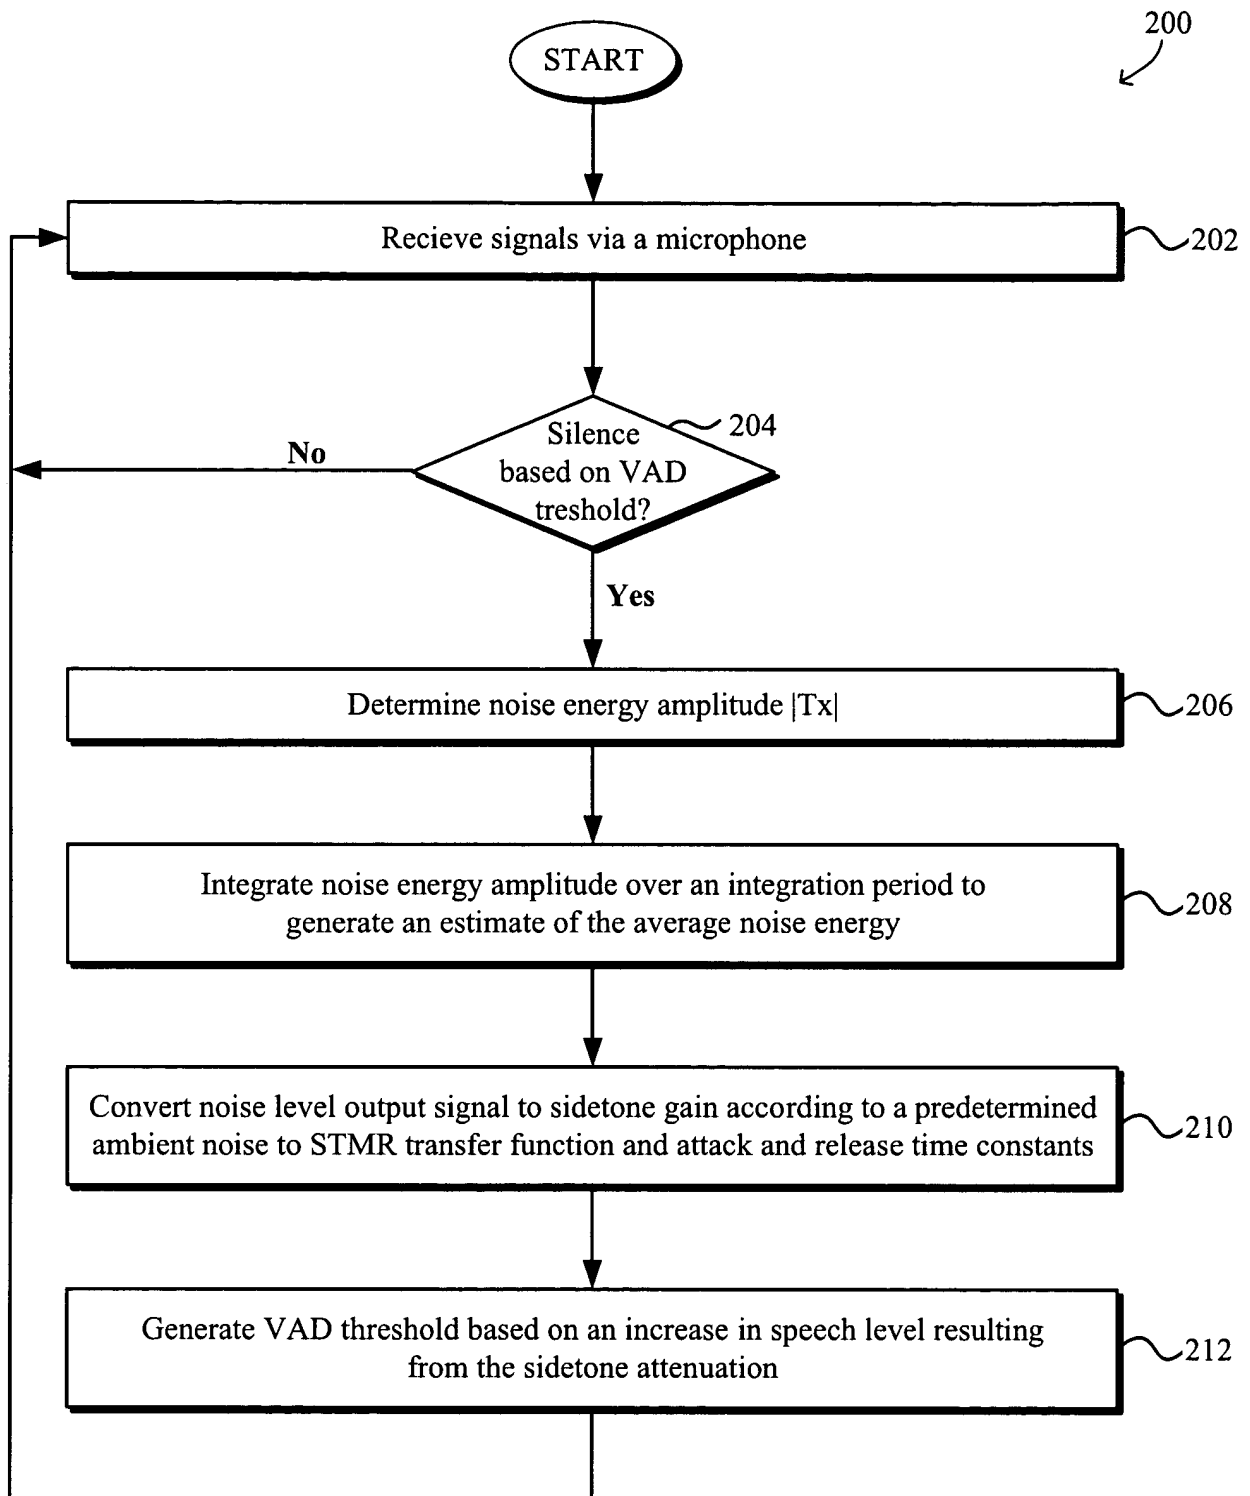 200
START
Recieve signals via a microphone
202
204
Silence
based on VAD
treshold?
No
Yes
Determine noise energy amplitude |Tx|
206
Integrate noise energy amplitude over an integration period to
generate an estimate of the average noise energy
208
Convert noise level output signal to sidetone gain according to a predetermined
ambient noise to STMR transfer function and attack and release time constants
210
Generate VAD threshold based on an increase in speech level resulting
from the sidetone attenuation
212